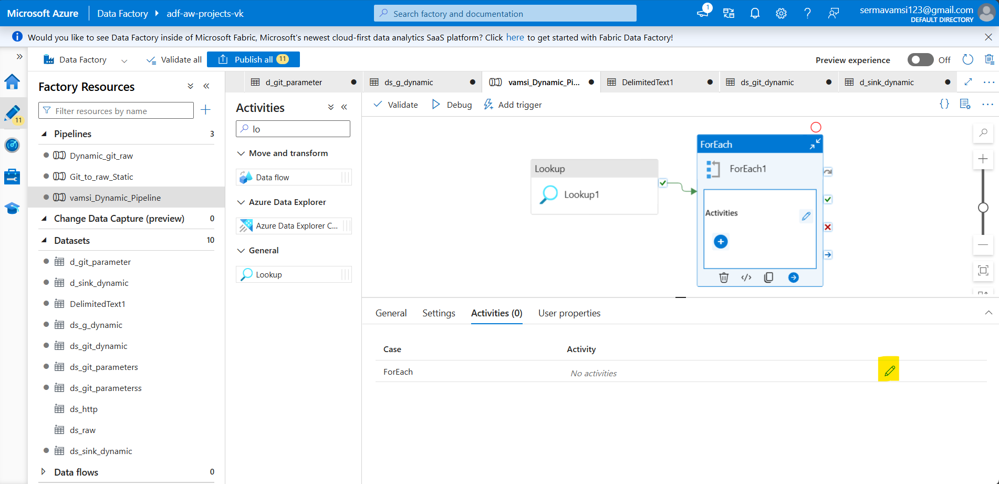 Microsoft Azure
Data Factory
adf-aw-projects-vk
Search factory and documentation
1
sermavamsi123@gmail.com
DEFAULT DIRECTORY
Would you like to see Data Factory inside of Microsoft Fabric, Microsoft's newest cloud-first data analytics SaaS platform? Click here to get started with Fabric Data Factory!
Data Factory
Validate all
Publish all 11
Preview experience
Off
Factory Resources
Filter resources by name
11
Pipelines 3
Dynamic_git_raw
Git_to_raw_Static
vamsi_Dynamic_Pipeline
Change Data Capture (preview) 0
Datasets 10
d_git_parameter
d_sink_dynamic
DelimitedText1
ds_g_dynamic
ds_git_dynamic
ds_git_parameters
ds_git_parameterss
ds_http
ds_raw
ds_sink_dynamic
Data flows 0
d_git_parameter
ds_g_dynamic
vamsi_Dynamic_Pi...
DelimitedText1
ds_git_dynamic
d_sink_dynamic
Activities
lo
Move and transform
Data flow
Azure Data Explorer
Azure Data Explorer C...
General
Lookup
Validate
Debug
Add trigger
Lookup
Lookup1
ForEach
ForEach1
Activities
General
Settings
Activities (0)
User properties
Case
Activity
ForEach
No activities